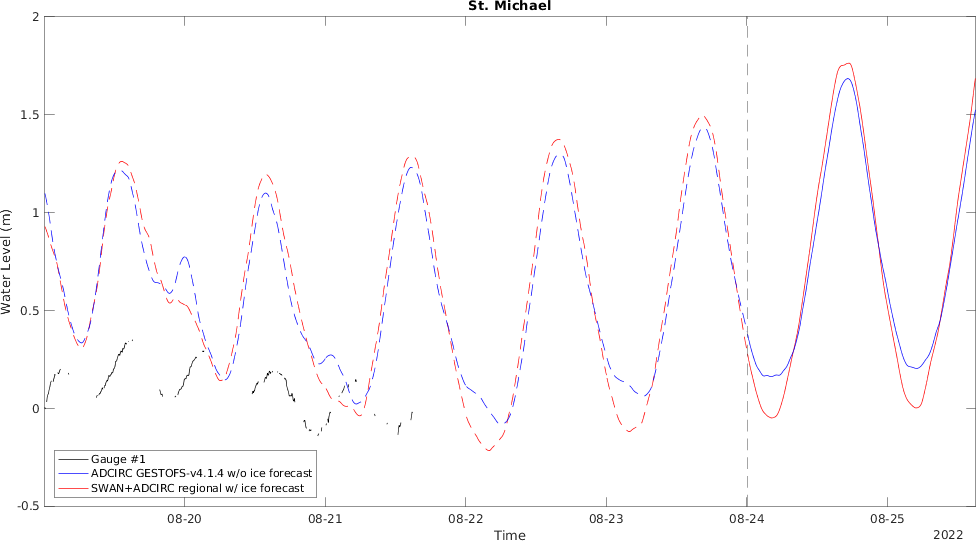 St. Michael
2
1.5
1
0.5
0
-0.5
Water Level (m)
Gauge #1
ADCIRC GESTOFS-v4.1.4 w/o ice forecast
SWAN+ADCIRC regional w/ ice forecast
08-20
08-21
08-22
08-23
08-24
08-25
Time
2022